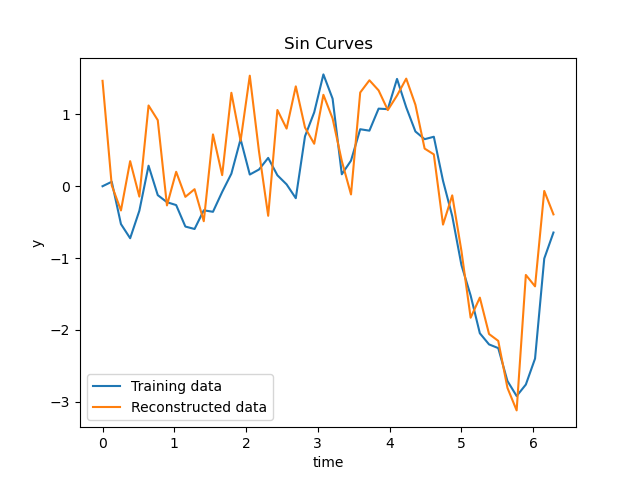 Sin Curves
1
0
−1
−2
−3
y
0
1
2
3
4
5
6
time
Training data
Reconstructed data